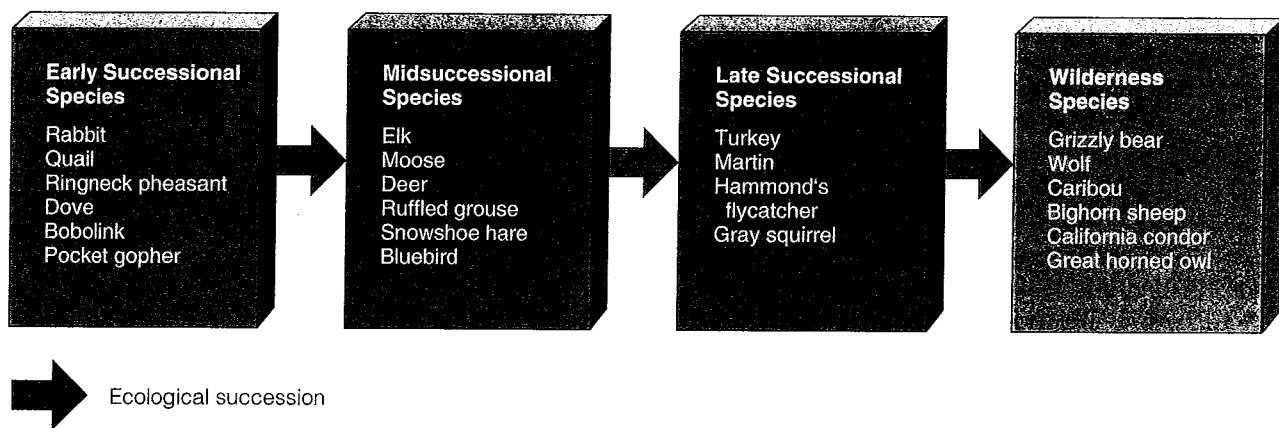 Early Successional
Species
Rabbit
Quail
Ringneck pheasant
Dove
Bobolink
Pocket gopher
Midsuccessional
Species
Elk
Moose
Deer
Ruffled grouse
Snowshoe hare
Bluebird
Late Successional
Species
Turkey
Martin
Hammond's
flycatcher
Gray squirrel
Wilderness
Species
Grizzly bear
Wolf
Caribou
Bighorn sheep
California condor
Great horned owl
Ecological succession